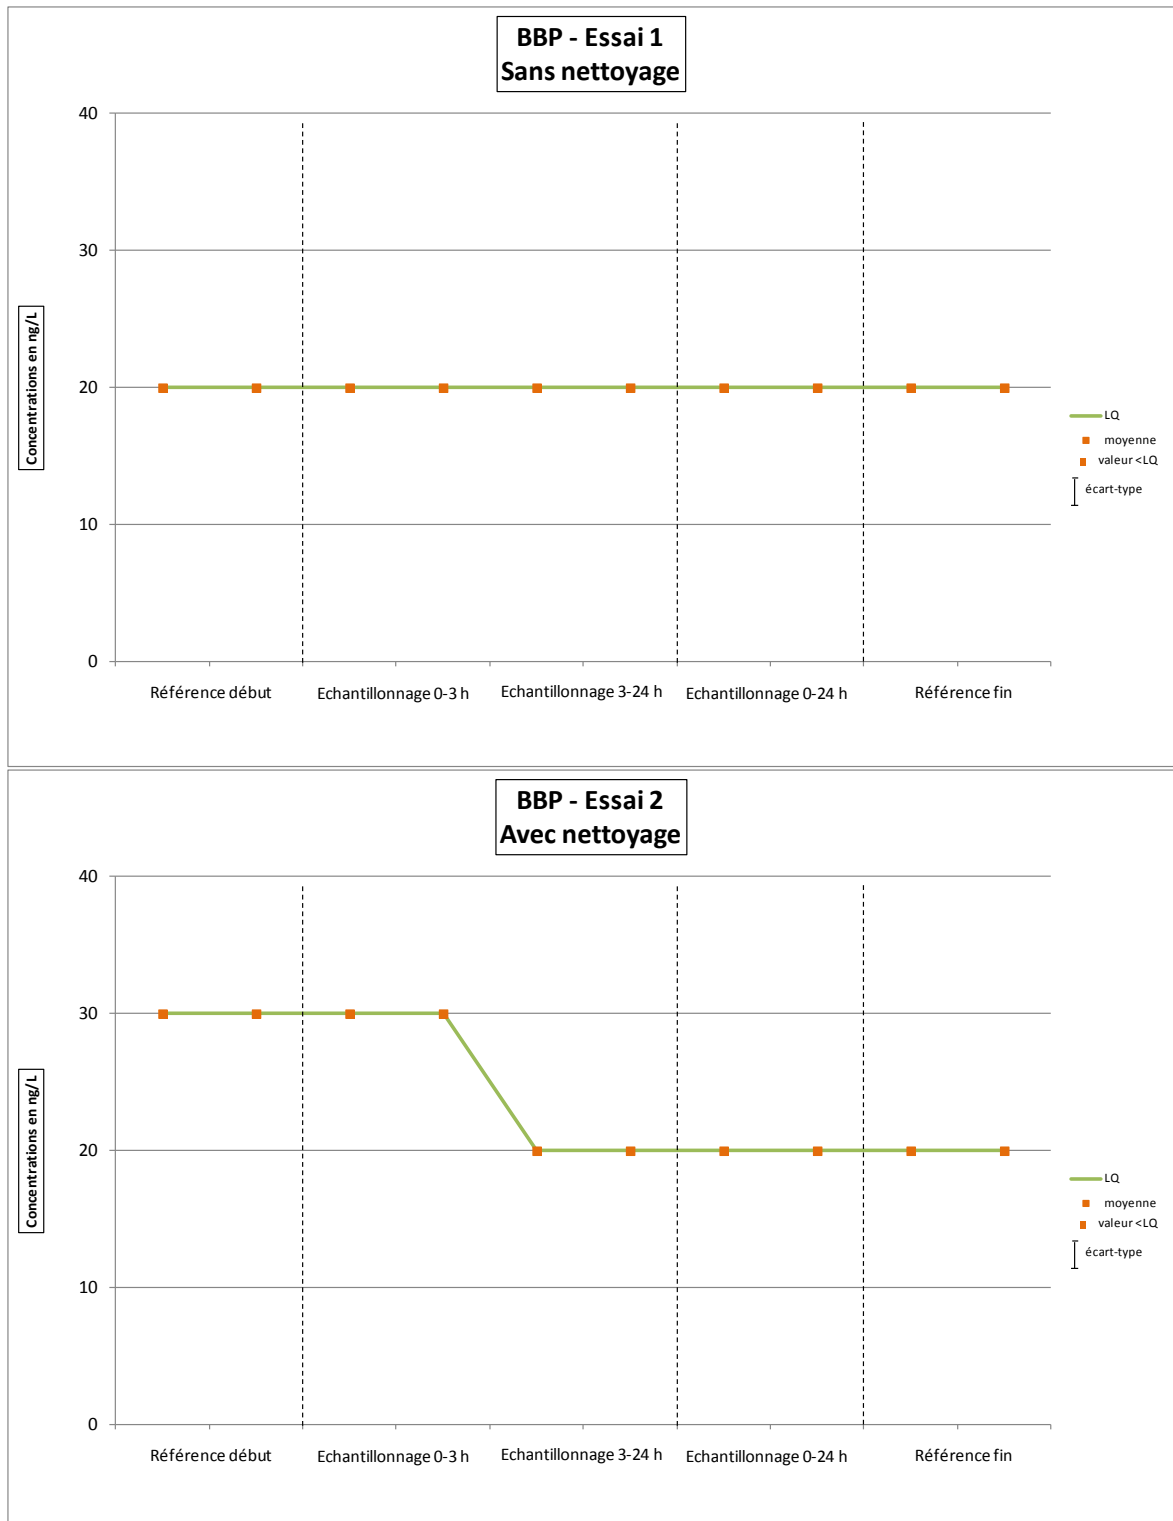 BBP - Essai 1
Sans nettoyage
40
30
20
10
0
Concentrations en ng/L
Référence début
Echantillonnage 0-3 h
Echantillonnage 3-24 h
Echantillonnage 0-24 h
Référence fin
LQ
moyenne
valeur <LQ
écart-type
BBP - Essai 2
Avec nettoyage
40
30
20
10
0
Concentrations en ng/L
Référence début
Echantillonnage 0-3 h
Echantillonnage 3-24 h
Echantillonnage 0-24 h
Référence fin
LQ
moyenne
valeur <LQ
écart-type